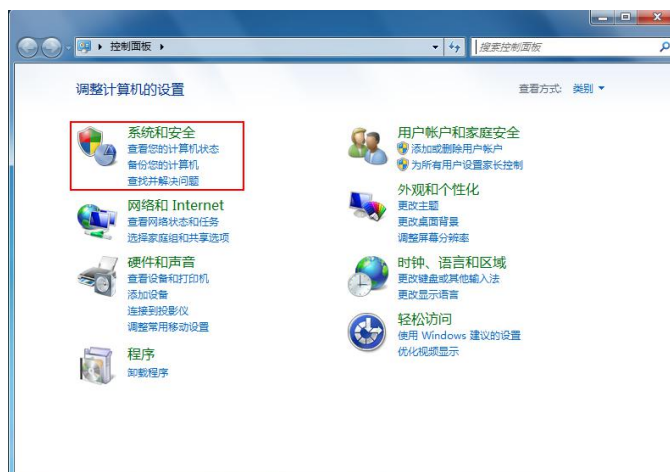 控制面板
搜索控制面板
调整计算机的设置
查看方式: 类别
系统和安全
查看您的计算机状态
备份您的计算机
查找并解决问题
网络和 Internet
查看网络状态和任务
选择家庭组和共享选项
硬件和声音
查看设备和打印机
添加设备
连接到投影仪
调整常用移动设置
程序
卸载程序
用户帐户和家庭安全
添加或删除用户帐户
为所有用户设置家长控制
外观和个性化
更改主题
更改桌面背景
调整屏幕分辨率
时钟、语言和区域
更改键盘或其他输入法
更改显示语言
轻松访问
使用 Windows 建议的设置
优化视频显示